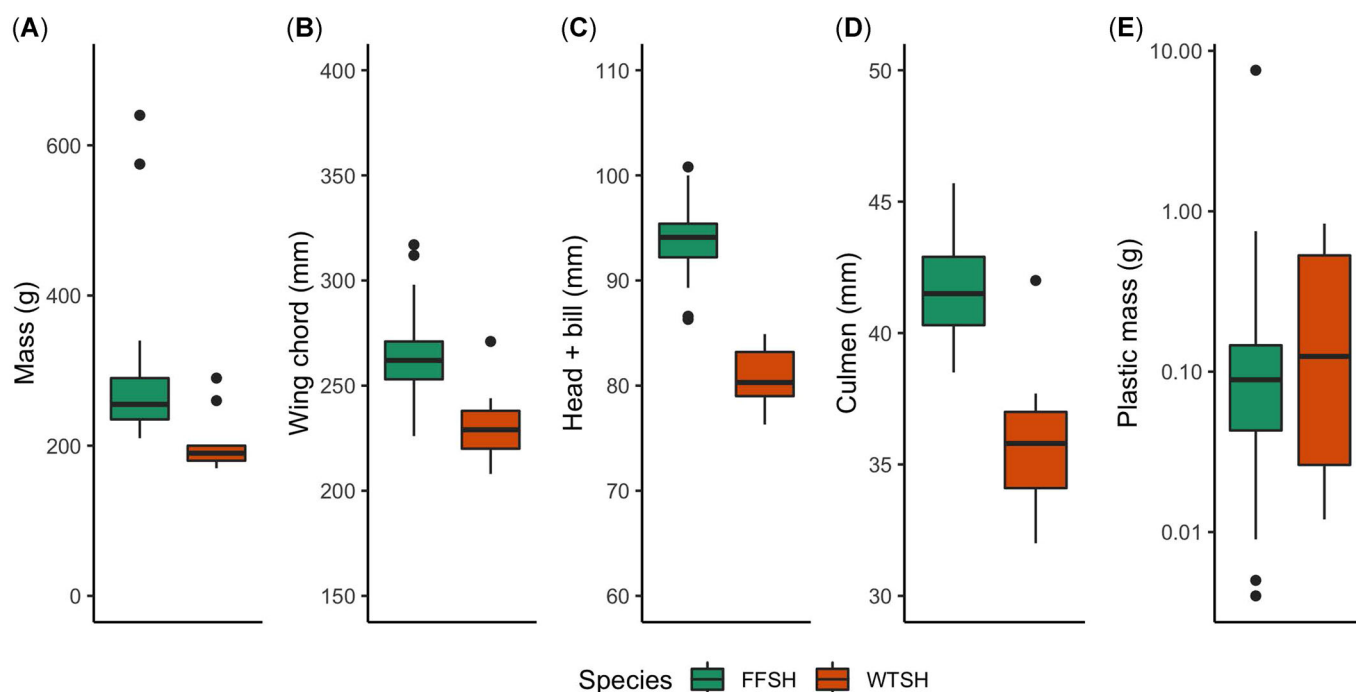 (A)
Mass (g)
600
400
200
0
(B)
Wing chord (mm)
400
350
300
250
200
150
(C)
Head + bill (mm)
110
100
90
80
70
60
(D)
Culmen (mm)
50
45
40
35
30
(E)
Plastic mass (g)
10.00
1.00
0.10
0.01
Species FFSH WTSH